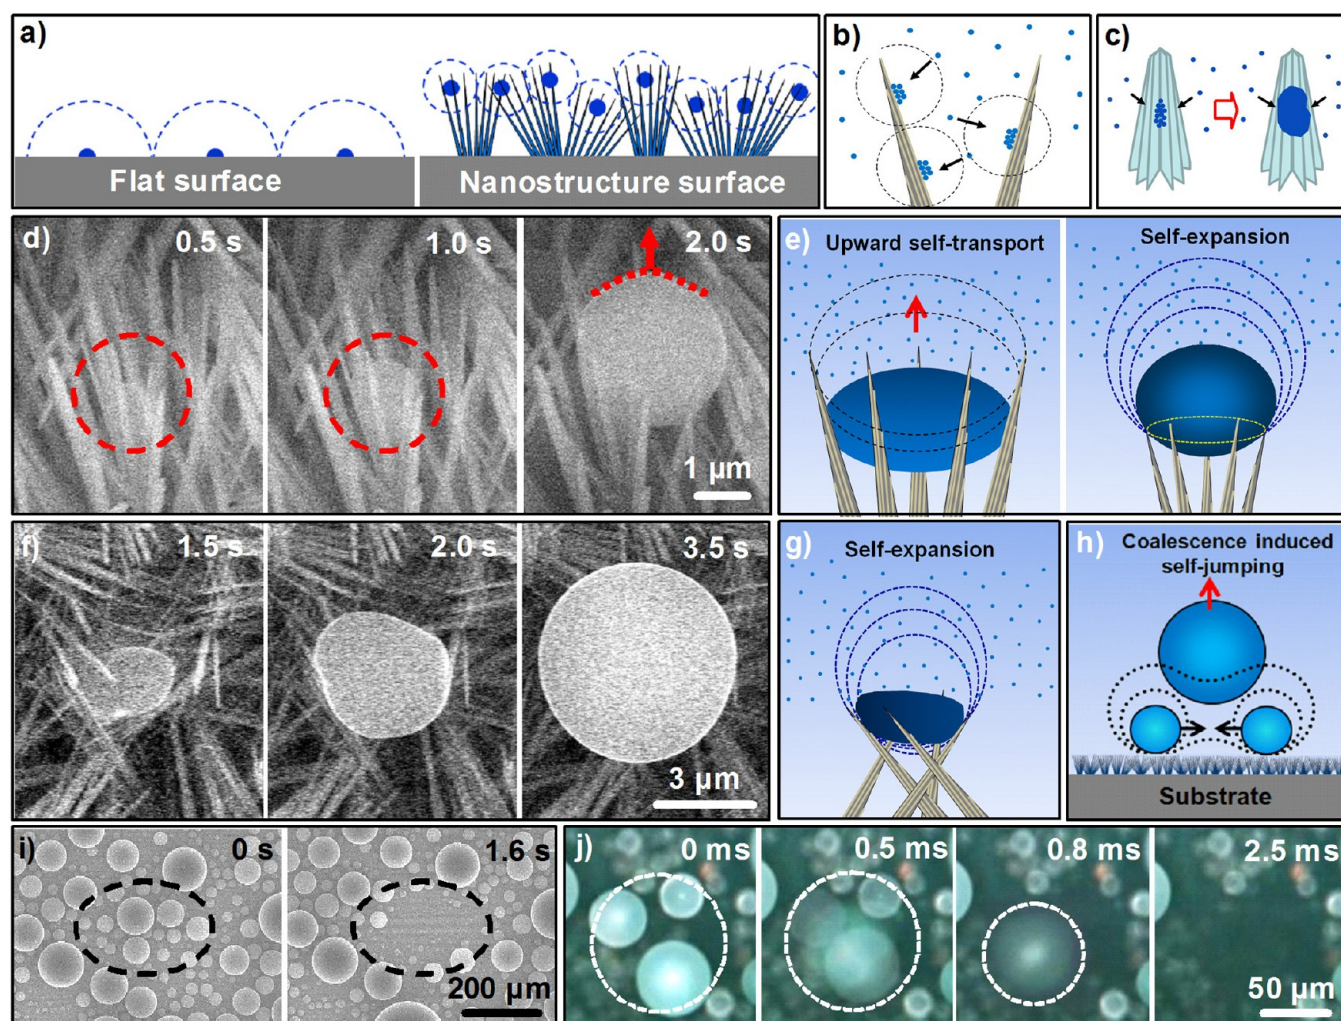 a)
Flat surface
Nanostructure surface
b)
c)
d)
0.5 s
1.0 s
2.0 s
1 µm
e)
Upward self-transport
Self-expansion
f)
1.5 s
2.0 s
3.5 s
3 µm
g)
Self-expansion
h)
Coalescence induced
self-jumping
Substrate
i)
0 s
1.6 s
200 µm
j)
0 ms
0.5 ms
0.8 ms
2.5 ms
50 µm